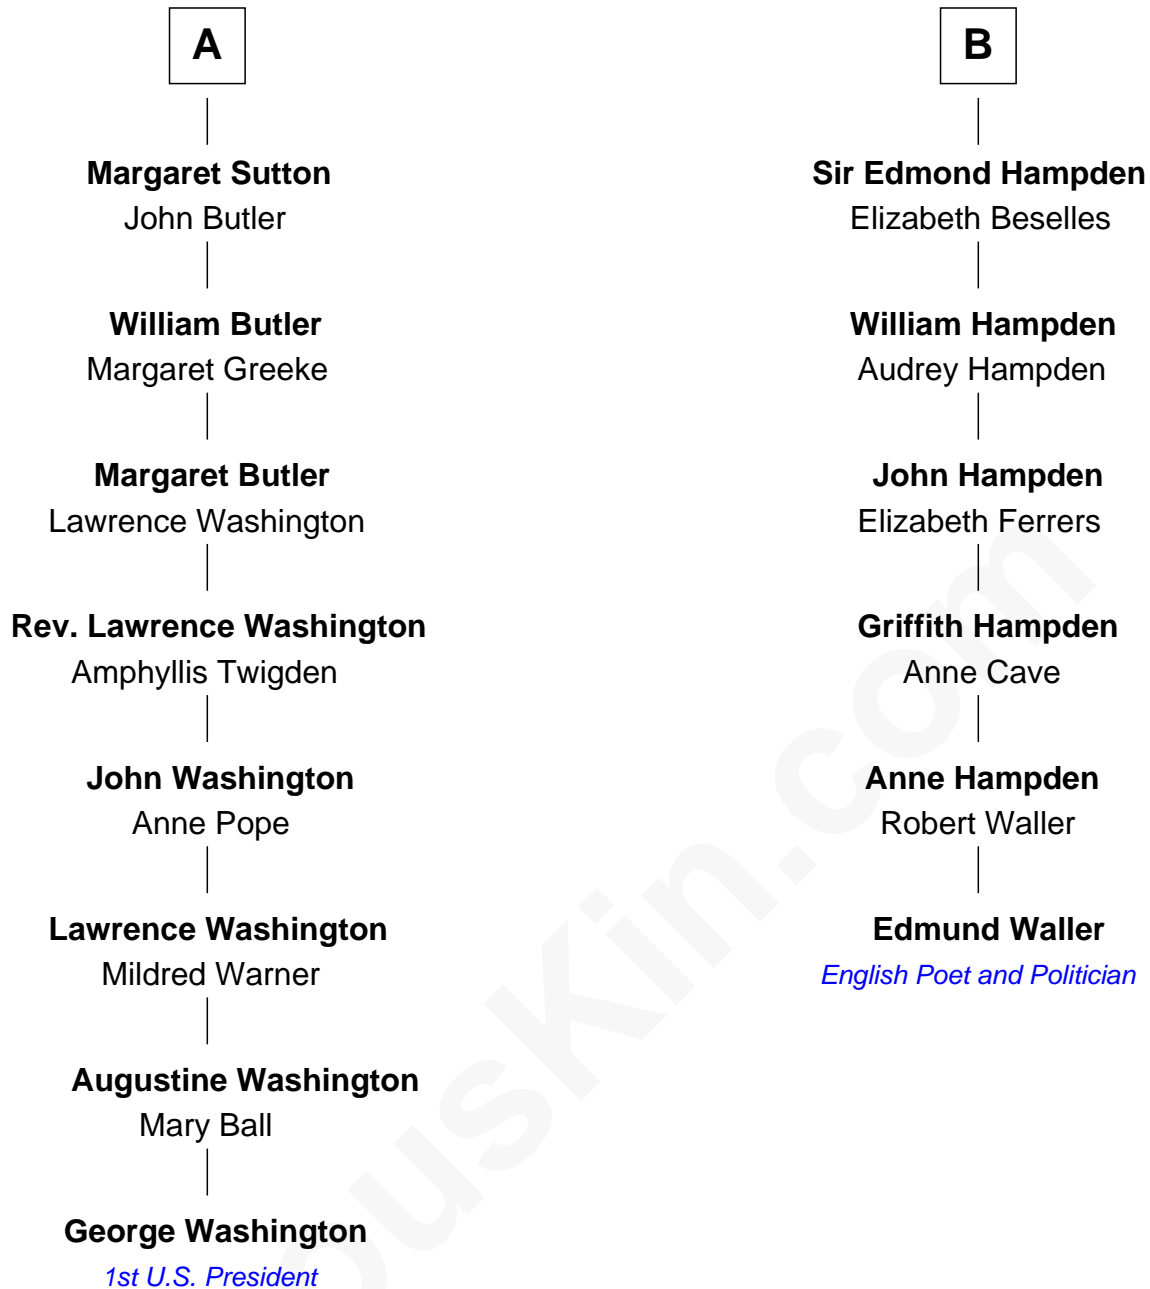 A
Margaret Sutton
John Butler
William Butler
Margaret Greeke
Margaret Butler
Lawrence Washington
Rev. Lawrence Washington
Amphyllis Twigden
John Washington
Anne Pope
Lawrence Washington
Mildred Warner
Augustine Washington
Mary Ball
George Washington
1st U.S. President
B
Sir Edmond Hampden
Elizabeth Beselles
William Hampden
Audrey Hampden
John Hampden
Elizabeth Ferrers
Griffith Hampden
Anne Cave
Anne Hampden
Robert Waller
Edmund Waller
English Poet and Politician
ousKin.com